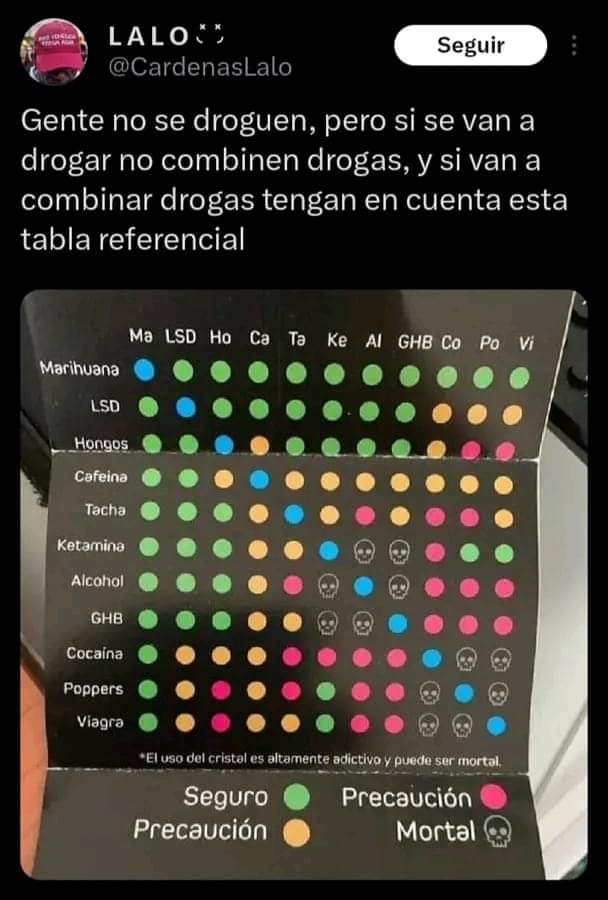 LALO
@CardenasLalo
Seguir
Gente no se droguen, pero si se van a
drogar no combinen drogas, y si van a
combinar drogas tengan en cuenta esta
tabla referencial
Ma LSD Ho Ca Ta Ke Al GHB Co Po Vi
Marihuana
LSD
Hongos
Cafeina
Tacha
Ketamina
Alcohol
GHB
Cocaína
Poppers
Viagra
*El uso del cristal es altamente adictivo y puede ser mortal.
Seguro Precaución
Precaución Mortal